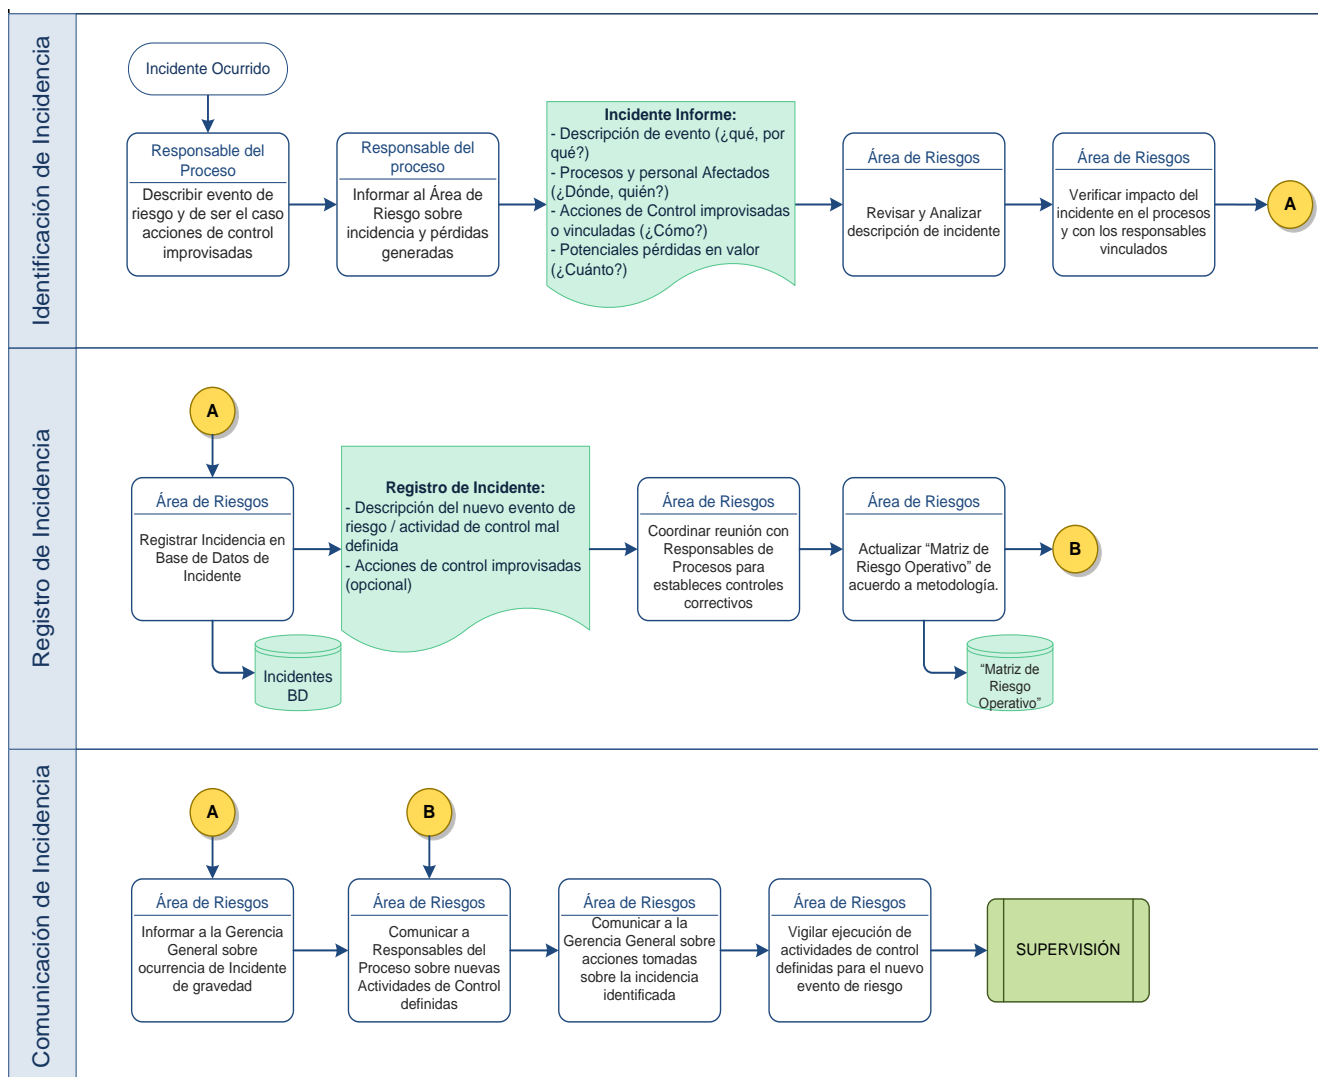 Identificación de Incidencia
Incidente Ocurrido
Responsable del
Proceso
Describir evento de
riesgo y de ser el caso
acciones de control
improvisadas
Responsable del
proceso
Informar al Área de
Riesgo sobre
incidencia y pérdidas
generadas
Incidente Informe:
- Descripción de evento (¿qué, por
qué?)
- Procesos y personal Afectados
(¿Dónde, quién?)
- Acciones de Control improvisadas
o vinculadas (¿Cómo?)
- Potenciales pérdidas en valor
(¿Cuánto?)
Área de Riesgos
Revisar y Analizar
descripción de incidente
Área de Riesgos
Verificar impacto del
incidente en el procesos
y con los responsables
vinculados
A
Registro de Incidencia
A
Área de Riesgos
Registrar Incidencia en
Base de Datos de
Incidente
Incidentes
BD
Registro de Incidente:
- Descripción del nuevo evento de
riesgo / actividad de control mal
definida
- Acciones de control improvisadas
(opcional)
Área de Riesgos
Coordinar reunión con
Responsables de
Procesos para
estableces controles
correctivos
Área de Riesgos
Actualizar “Matriz de
Riesgo Operativo” de
acuerdo a metodología.
“Matriz de
Riesgo
Operativo”
B
Comunicación de Incidencia
A
Área de Riesgos
Informar a la Gerencia
General sobre
ocurrencia de Incidente
de gravedad
B
Área de Riesgos
Comunicar a
Responsables del
Proceso sobre nuevas
Actividades de Control
definidas
Área de Riesgos
Comunicar a la
Gerencia General sobre
acciones tomadas
sobre la incidencia
identificada
Área de Riesgos
Vigilar ejecución de
actividades de control
definidas para el nuevo
evento de riesgo
SUPERVISIÓN